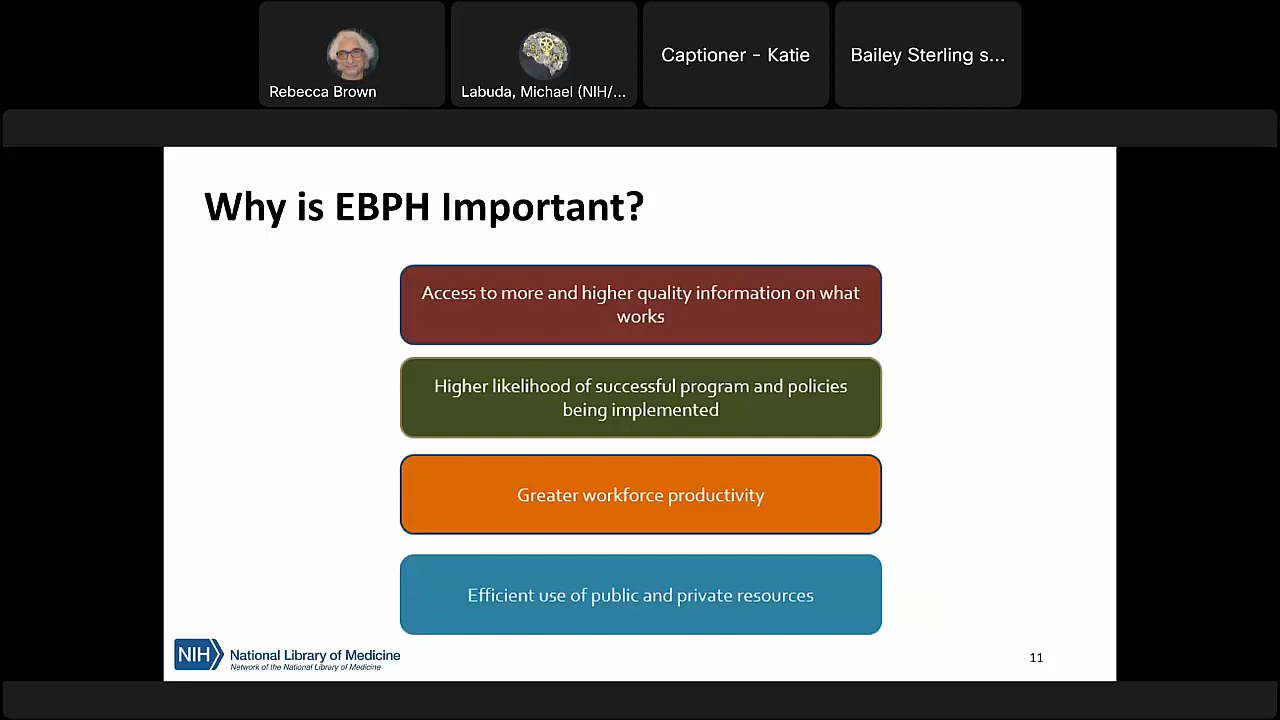 Rebecca Brown
Labuda, Michael (NIH/...
Captioner - Katie
Bailey Sterling s...
Why is EBPH Important?
Access to more and higher quality information on what
works
Higher likelihood of successful program and policies
being implemented
Greater workforce productivity
Efficient use of public and private resources
NIH National Library of Medicine
Network of the National Library of Medicine
11